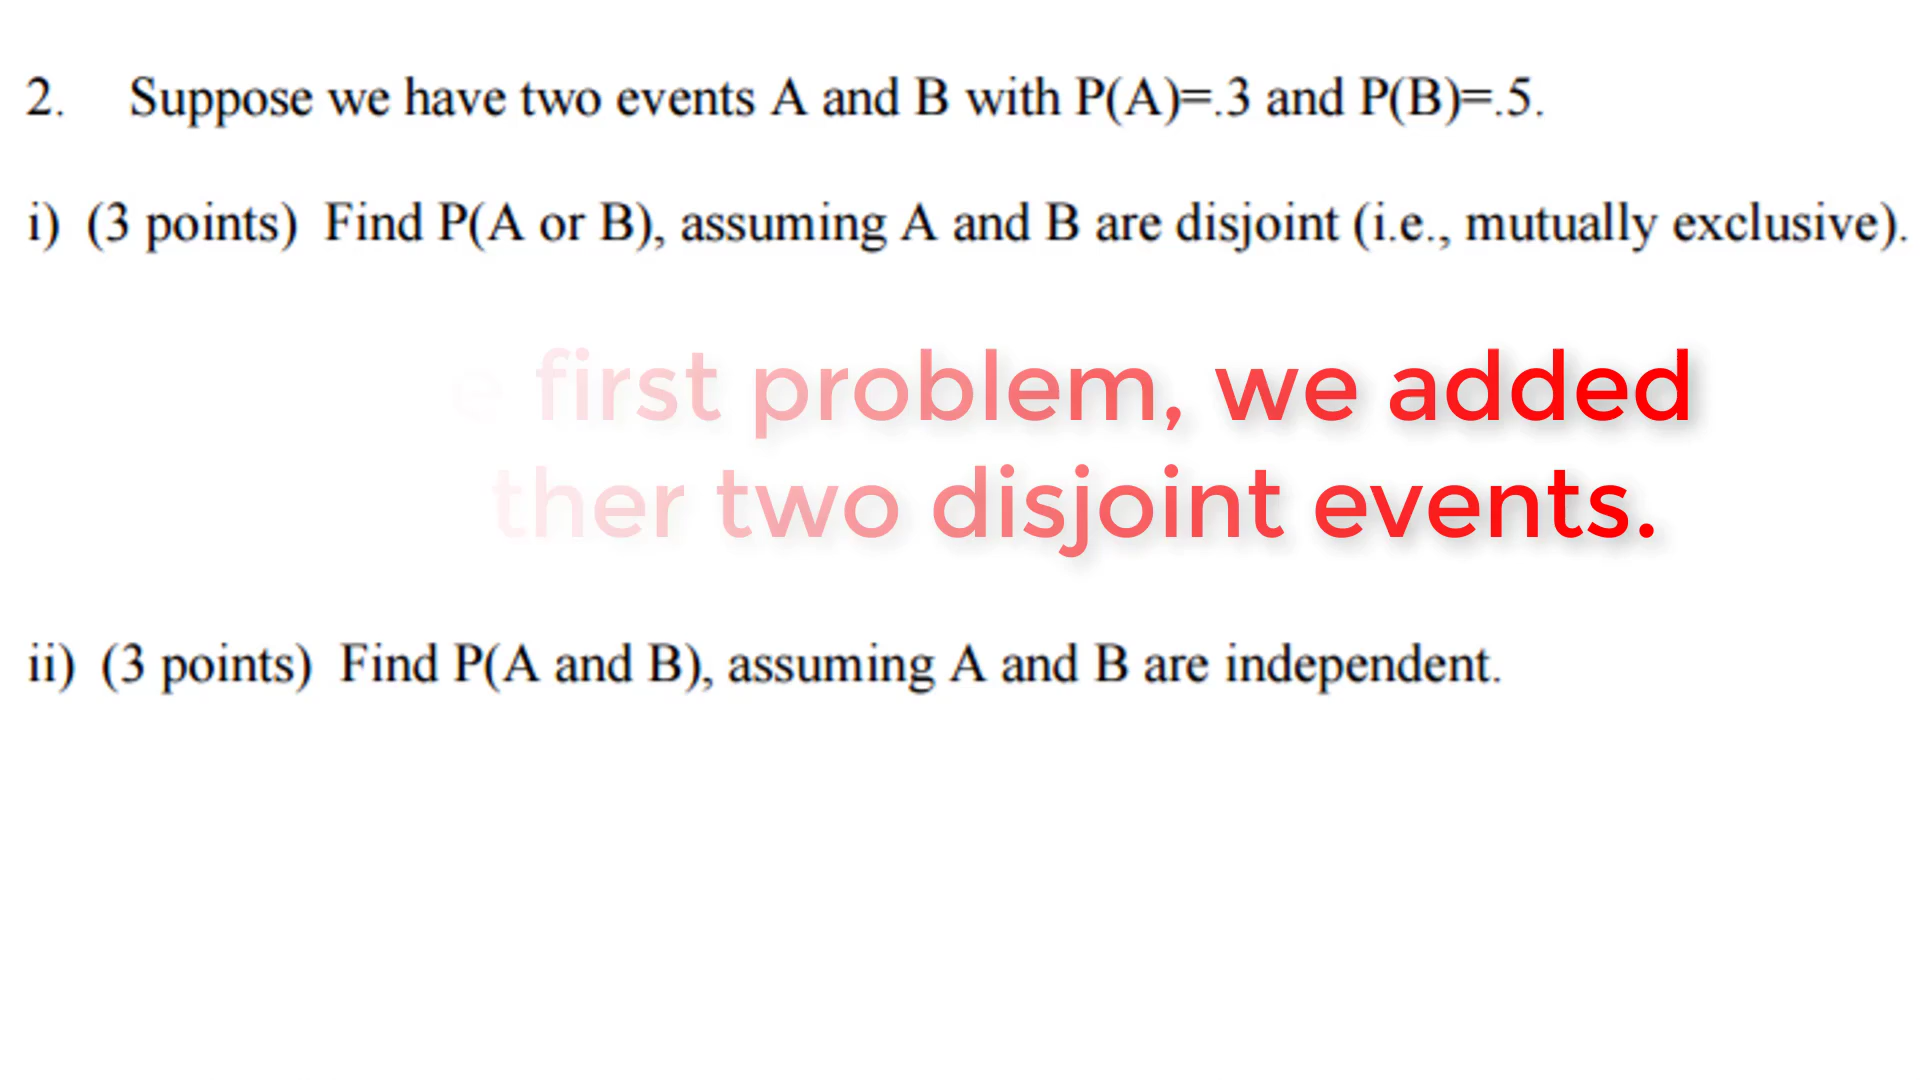 2. Suppose we have two events A and B with P(A)=.3 and P(B)=.5.
i) (3 points) Find P(A or B), assuming A and B are disjoint (i.e., mutually exclusive).
first problem, we added
ther two disjoint events.
ii) (3 points) Find P(A and B), assuming A and B are independent.